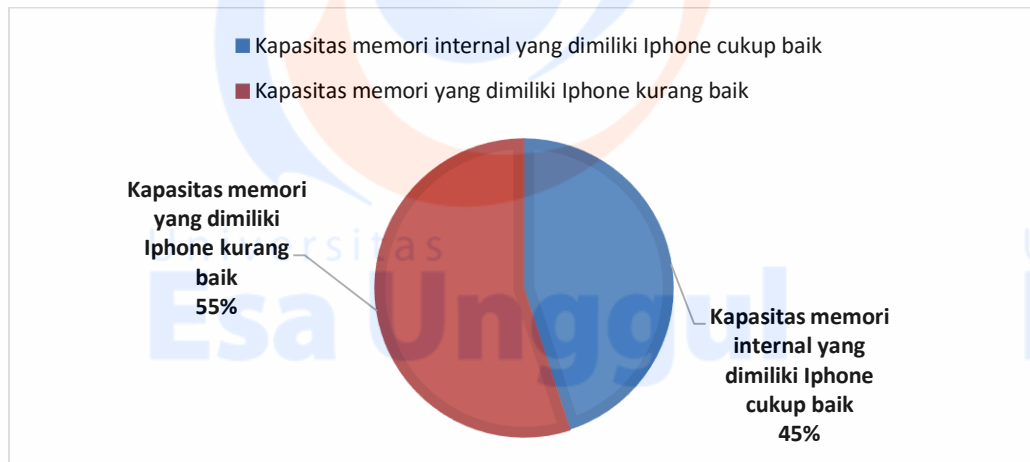 Kapasitas memori internal yang dimiliki Iphone cukup baik
Kapasitas memori yang dimiliki Iphone kurang baik
Kapasitas memori
yang dimiliki
Iphone kurang
baik
55%
Universitas
Esa Unggul
Kapasitas memori
internal yang
dimiliki Iphone
cukup baik
45%